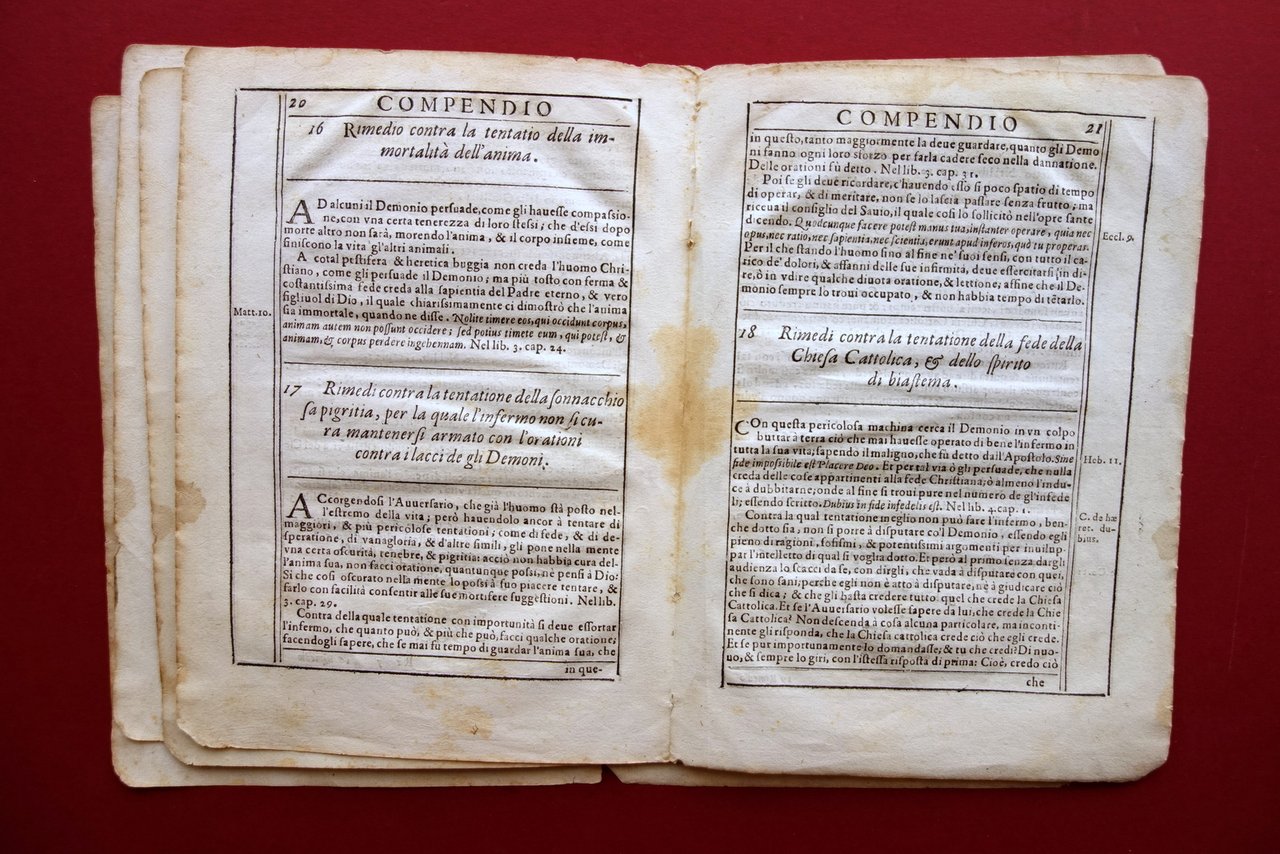 20 COMPENDIO
16 Rimedio contra la tentatio della im-
mortalità dell'anima.
AD alcuni il Demonio persuade, come gli hauesse compassio-
ne, con vna certa tenerezza di loro stessi; che d'essi dopo
morte altro non sarà, morendo l'anima, & il corpo insieme, come
finiscono la vita gl'altri animali.
A cotal pestifera & heretica buggia non creda l'huomo Chri-
stiano, come gli persuade il Demonio; ma più tosto con ferma &
costantissima fede creda alla sapientia del Padre eterno, & vero
figliuol di Dio, il quale chiarissimamente ci dimostrò che l'anima
sia immortale, quando ne disse. Nolite timere eos, qui occidunt corpus,
animam autem non possunt occidere; sed potius timete eum, qui potest, &
animam, & corpus perdere in gehennam. Nel lib. 3. cap. 24.
Matt. 10.
17 Rimedi contra la tentatione della sonnacchio
sa pigritia, per la quale l'infermo non si cu-
ra mantenersi armato con l'orationi
contra i lacci de gli Demoni.
ACcorgendosi l'Auuersario, che già l'huomo stà posto nel-
l'estremo della vita; però hauendolo ancor à tentare di
maggiori, & più pericolose tentationi; come di fede, & di de-
speratione, di vanagloria, & d'altre simili, gli pone nella mente
vna certa oscurità, tenebre, & pigritia: acciò non habbia cura del-
l'anima sua, non facci oratione, quantunque possi, nè pensi à Dio:
Si che così oscurato nella mente lo possi à suo piacere tentare, &
farlo con facilità consentir alle sue mortifere suggestioni. Nel lib.
3. cap. 29.
Contra della quale tentatione con importunità si deue essortar
l'infermo, che quanto può, & più che può, facci qualche oratione;
facendogli sapere, che se mai fù tempo di guardar l'anima sua, che
in que-
COMPENDIO 21
in questo, tanto maggiormente la deue guardare, quanto gli Demo
ni fanno ogni loro sforzo per farla cadere seco nella dannatione.
Delle orationi fù detto. Nel lib. 3. cap. 31.
Poi se gli deue ricordare, c'hauendo esso sì poco spatio di tempo
di operar, & di meritare, non se lo lascia passare senza frutto; ma
riceua il consiglio del Sauto, il quale così lo sollicitò nell'opre sante
dicendo. Quodcunque facere potest manus tua, instanter operare, quia nec
opus, nec ratio, nec sapientia, nec scientia, erunt apud inferos, quò tu properas.
Per il che stando l'huomo sino al fine ne' suoi sensi, con tutto il ca-
rico de' dolori, & affanni delle sue infirmità, deue essercitarsi in di-
re, ò in vdire qualche diuota oratione, & lettione; affine che il De-
monio sempre lo troui occupato, & non habbia tempo di tẽtarlo.
Eccl. 9.
18 Rimedi contra la tentatione della fede della
Chiesa Cattolica, & dello spirito
di biastema.
COn questa pericolosa machina cerca il Demonio in vn colpo
buttar à terra ciò che mai hauesse operato di bene l'infermo in
tutta la sua vita; sapendo il maligno, che fù detto dall'Apostolo. Sine
fide impossibile est Placere Deo. Et per tal via ò gli persuade, che nulla
creda delle cose appartinenti alla fede Christiana; ò almeno l'indu-
ce à dubbitarne; onde al fine si troui pure nel numero de gl'infede
li; essendo scritto. Dubius in fide infidelis est. Nel lib. 4. cap. 1.
Heb. 11.
C. de hæ
ret. du-
bius.
Contra la qual tentatione meglio non può fare l'infermo, ben-
che dotto sia, non si porre à disputare co'l Demonio, essendo egli
pieno di ragioni, sofismi, & potentissimi argomenti per inuilup-
par l'intelletto di qual si voglia dotto. Et però al primo senza dargli
audienza lo scacci da se, con dirgli, che vada à disputare con quei,
che sono sani; perche egli non è atto à disputare, nè à giudicare ciò
che si dica; & che gli basta credere tutto quel che crede la Chiesa
Cattolica. Et se l'Auuersario volesse sapere da lui, che crede la Chie
sa Cattolica? Non descenda à cosa alcuna particolare, ma inconti-
nente gli risponda, che la Chiesa cattolica crede ciò che egli crede.
Et se pur importunamente lo domandasse; & tu che credi? Di nuo-
uo, & sempre lo giri, con l'istessa risposta di prima: Cioè, credo ciò
che